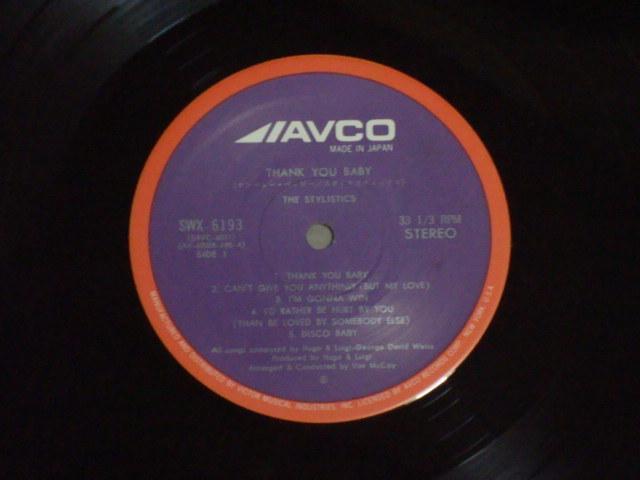 AVCO
MADE IN JAPAN
THANK YOU BABY
THE STYLISTICS
SWX 6193
SIDE 1
33 1/3 RPM
STEREO
1. THANK YOU BABY
2. CAN'T GIVE YOU ANYTHING (BUT MY LOVE)
3. I'M GONNA WIN
4. I'D RATHER BE HURT BY YOU
(THAN BE LOVED BY SOMEBODY ELSE)
5. DISCO BABY
All songs composed by Hugo & Luigi-George David Weiss
Produced by Hugo & Luigi
Arranged & Conducted by Van McCoy
MANUFACTURED AND DISTRIBUTED BY VICTOR MUSICAL INDUSTRIES, INC. LICENSED BY AVCO RECORDS CORP. NEW YORK U.S.A.